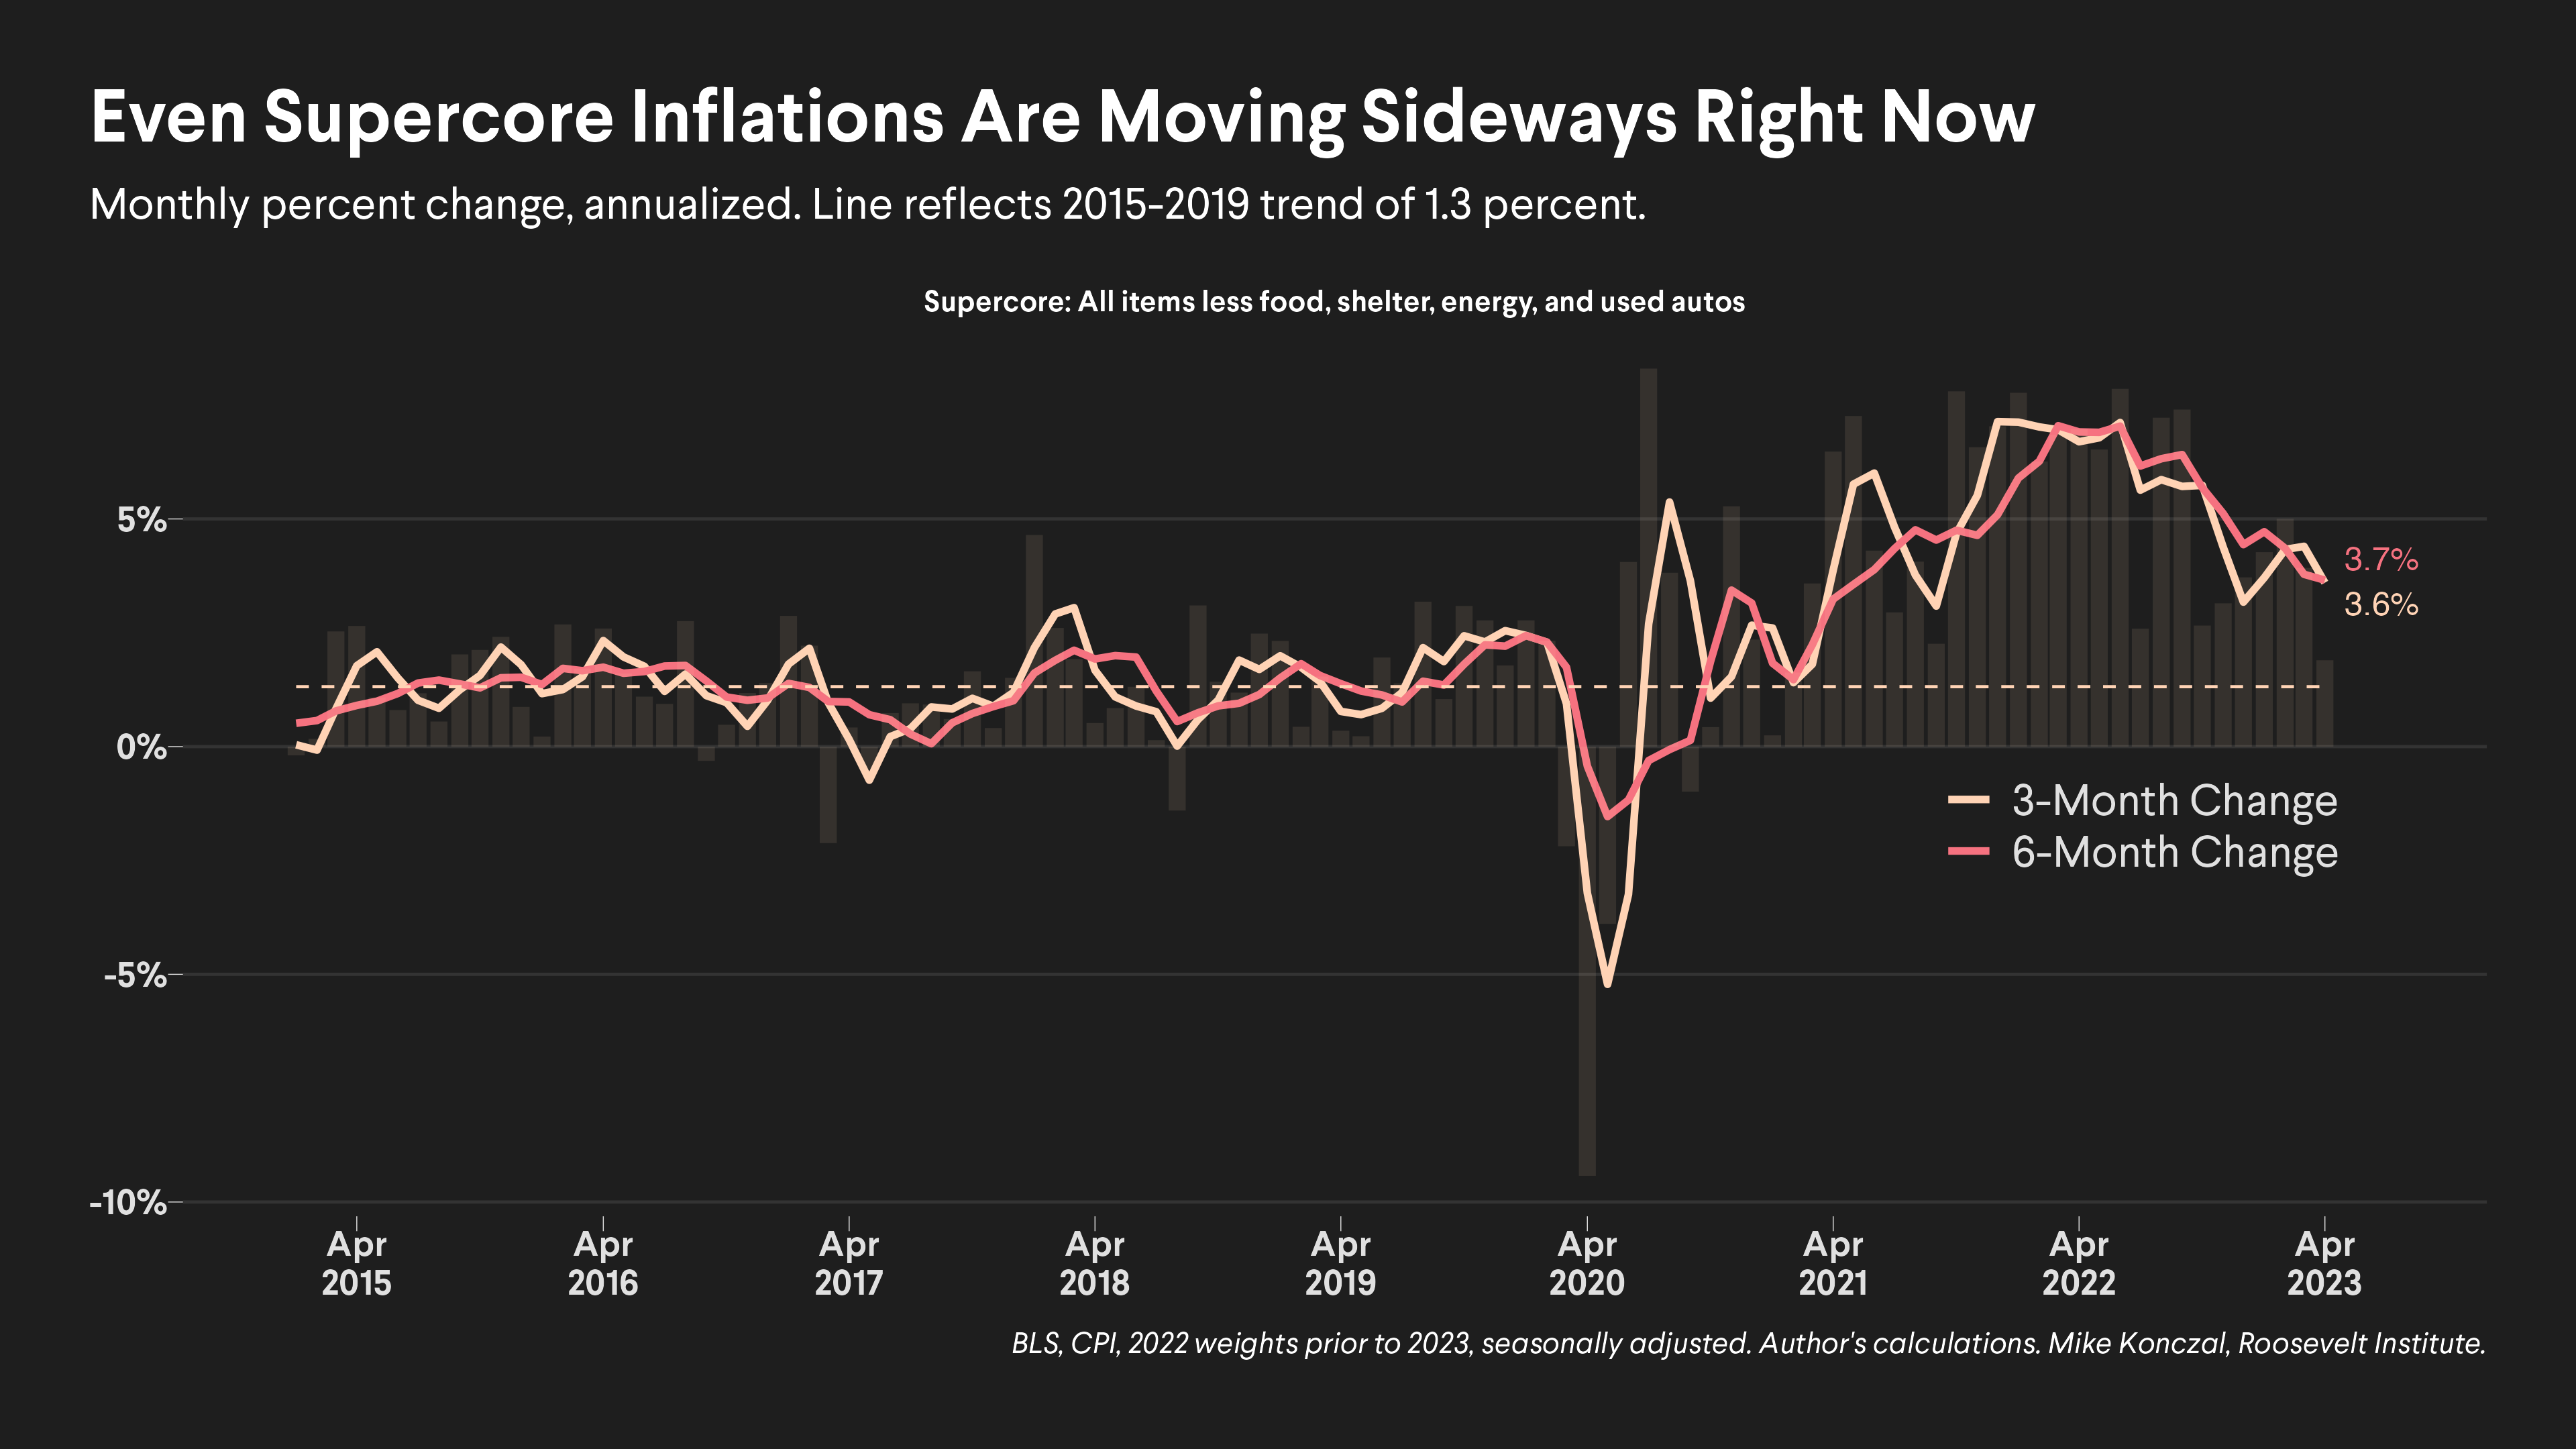 Even Supercore Inflations Are Moving Sideways Right Now
Monthly percent change, annualized. Line reflects 2015-2019 trend of 1.3 percent.
Supercore: All items less food, shelter, energy, and used autos
5%
0%
-5%
-10%
3.7%
3.6%
3-Month Change
6-Month Change
Apr 2015
Apr 2016
Apr 2017
Apr 2018
Apr 2019
Apr 2020
Apr 2021
Apr 2022
Apr 2023
BLS, CPI, 2022 weights prior to 2023, seasonally adjusted. Author's calculations. Mike Konczal, Roosevelt Institute.